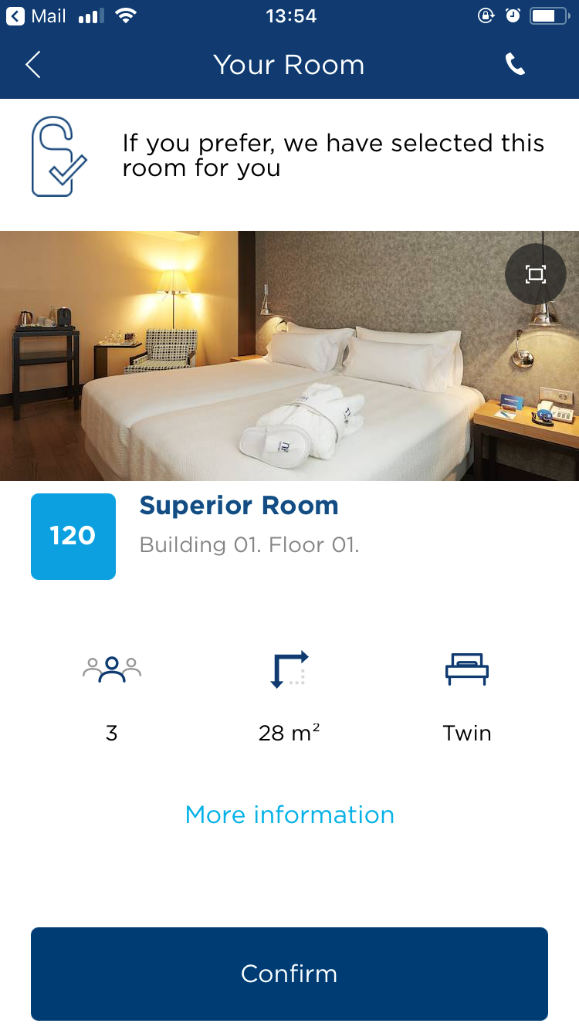 Mail
13:54
Your Room
If you prefer, we have selected this
room for you
120
Superior Room
Building 01. Floor 01.
3
28 m²
Twin
More information
Confirm